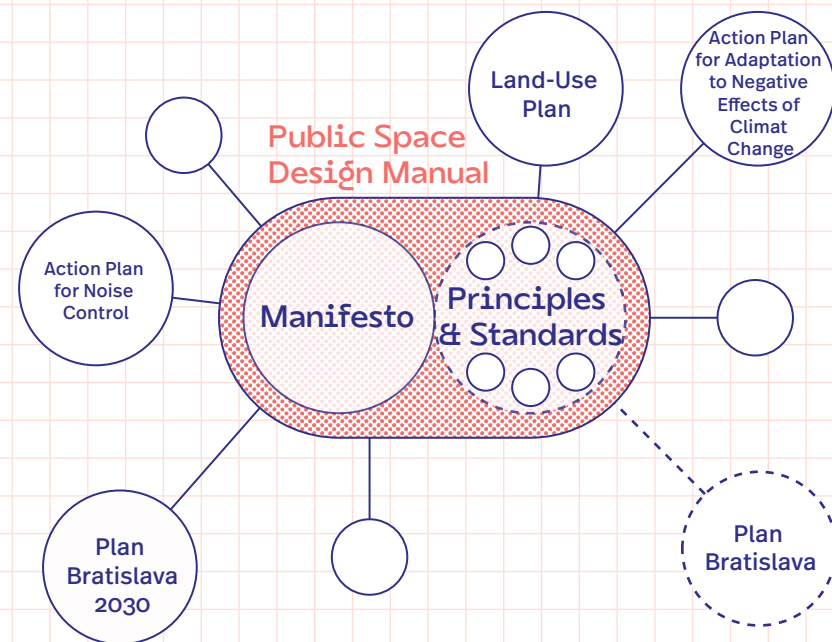 Public Space
Design Manual
Land-Use
Plan
Action Plan
for Adaptation
to Negative
Effects of
Climat
Change
Action Plan
for Noise
Control
Manifesto
Principles
& Standards
Plan
Bratislava
2030
Plan
Bratislava